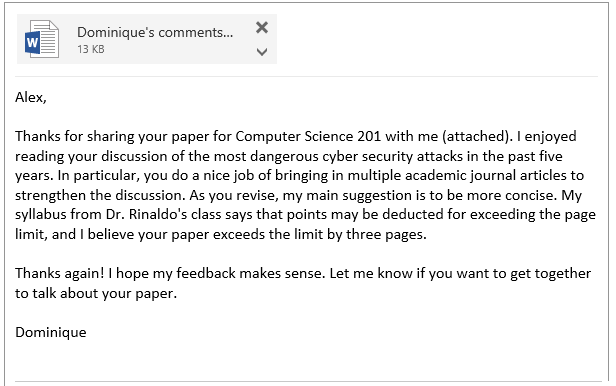 Dominique's comments...
13 KB
Alex,
Thanks for sharing your paper for Computer Science 201 with me (attached). I enjoyed
reading your discussion of the most dangerous cyber security attacks in the past five
years. In particular, you do a nice job of bringing in multiple academic journal articles to
strengthen the discussion. As you revise, my main suggestion is to be more concise. My
syllabus from Dr. Rinaldo's class says that points may be deducted for exceeding the page
limit, and I believe your paper exceeds the limit by three pages.
Thanks again! I hope my feedback makes sense. Let me know if you want to get together
to talk about your paper.
Dominique